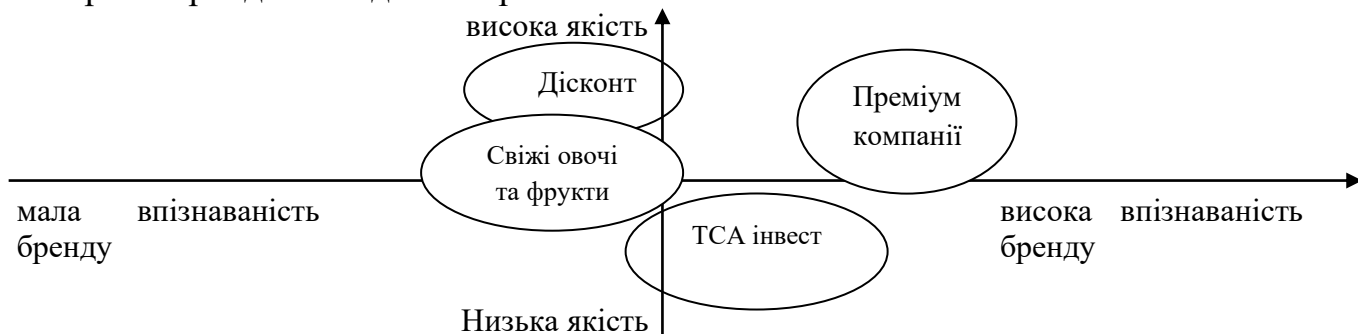 висока якість
Дісконт
Преміум
компанії
Свіжі овочі
та фрукти
мала впізнаваність
бренду
висока впізнаваність
бренду
ТСА інвест
Низька якість